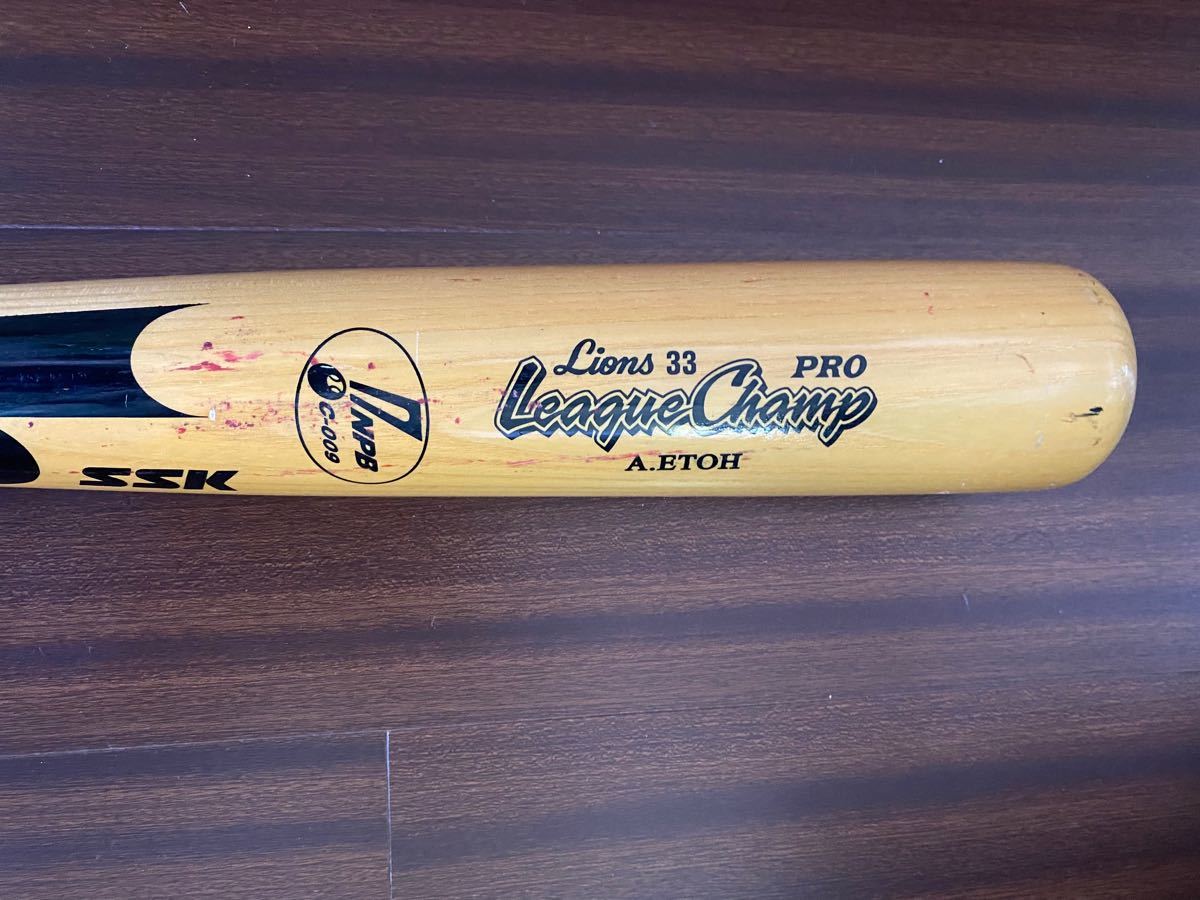 SSK
NPB
C-009
Lions 33 PRO
League Champ
A.ETOH